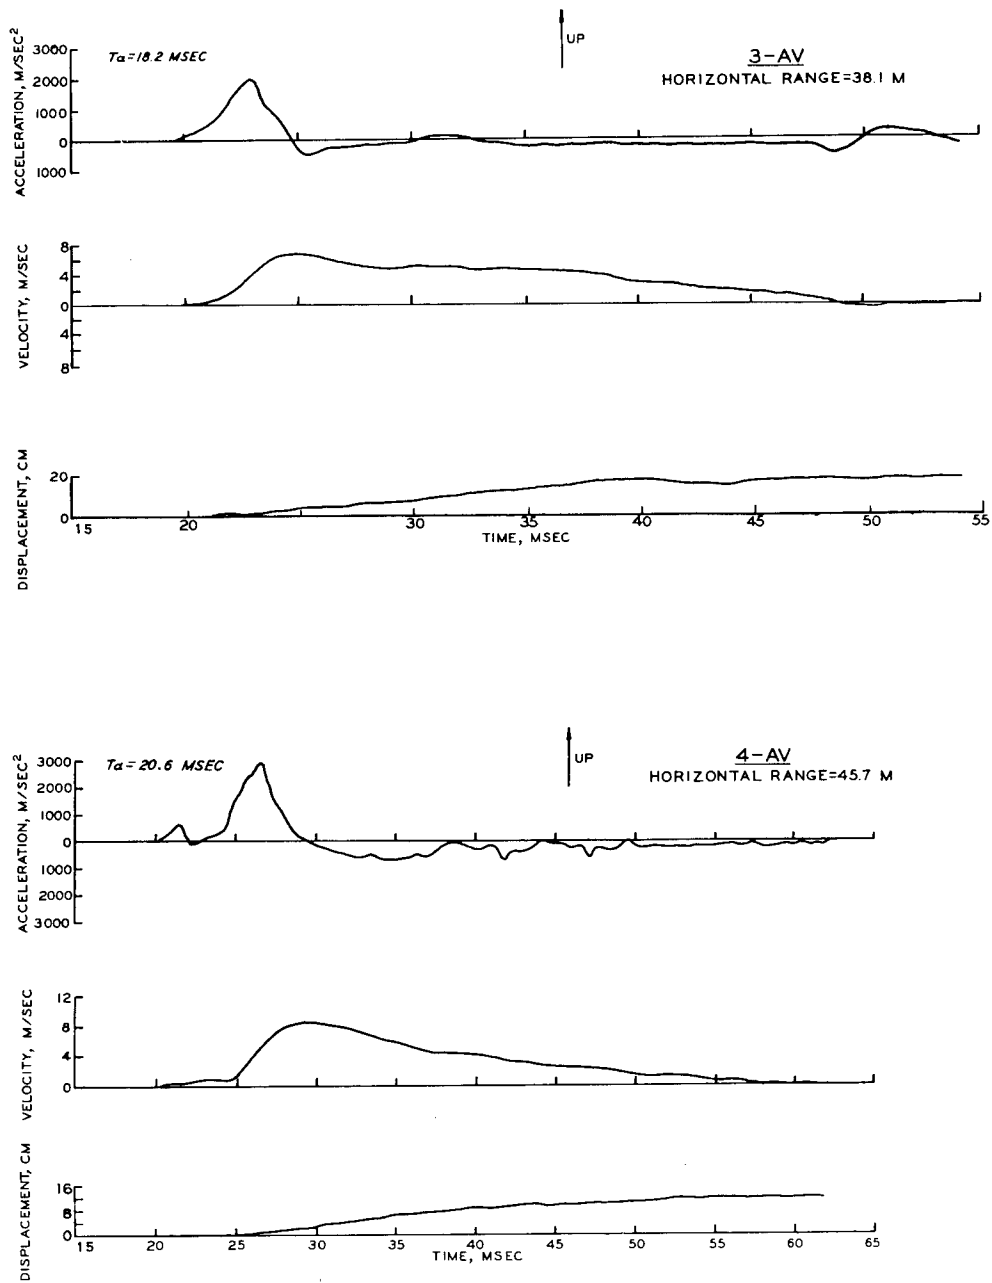 UP
3-AV
HORIZONTAL RANGE=38.1 M
Ta=18.2 MSEC
ACCELERATION, M/SEC²
3000
2000
1000
0
1000
VELOCITY, M/SEC
8
4
0
4
8
DISPLACEMENT, CM
20
0
15 20 30 35 40 45 50 55
TIME, MSEC
UP
4-AV
HORIZONTAL RANGE=45.7 M
Ta=20.6 MSEC
ACCELERATION, M/SEC²
3000
2000
1000
0
1000
2000
3000
VELOCITY, M/SEC
12
8
4
0
DISPLACEMENT, CM
16
8
0
15 20 25 30 35 40 45 50 55 60 65
TIME, MSEC